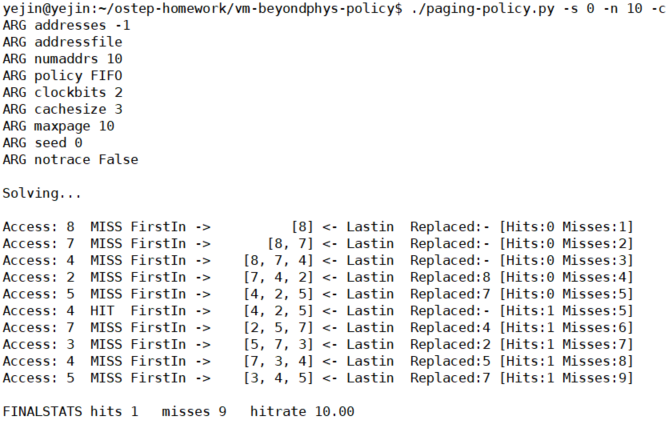 yejin@yejin:~/ostep-homework/vm-beyondphys-policy$ ./paging-policy.py -s 0 -n 10 -c
ARG addresses -1
ARG addressfile
ARG numaddrs 10
ARG policy FIFO
ARG clockbits 2
ARG cachesize 3
ARG maxpage 10
ARG seed 0
ARG notrace False
Solving...
Access: 8  MISS FirstIn ->          [8] <- Lastin  Replaced:- [Hits:0 Misses:1]
Access: 7  MISS FirstIn ->       [8, 7] <- Lastin  Replaced:- [Hits:0 Misses:2]
Access: 4  MISS FirstIn ->    [8, 7, 4] <- Lastin  Replaced:- [Hits:0 Misses:3]
Access: 2  MISS FirstIn ->    [7, 4, 2] <- Lastin  Replaced:8 [Hits:0 Misses:4]
Access: 5  MISS FirstIn ->    [4, 2, 5] <- Lastin  Replaced:7 [Hits:0 Misses:5]
Access: 4  HIT  FirstIn ->    [4, 2, 5] <- Lastin  Replaced:- [Hits:1 Misses:5]
Access: 7  MISS FirstIn ->    [2, 5, 7] <- Lastin  Replaced:4 [Hits:1 Misses:6]
Access: 3  MISS FirstIn ->    [5, 7, 3] <- Lastin  Replaced:2 [Hits:1 Misses:7]
Access: 4  MISS FirstIn ->    [7, 3, 4] <- Lastin  Replaced:5 [Hits:1 Misses:8]
Access: 5  MISS FirstIn ->    [3, 4, 5] <- Lastin  Replaced:7 [Hits:1 Misses:9]
FINALSTATS hits 1   misses 9   hitrate 10.00